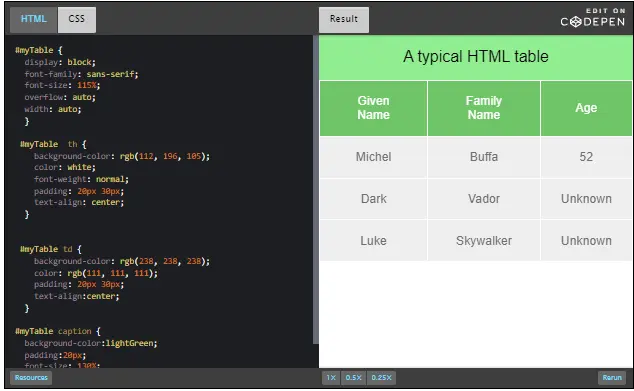 HTML CSS Result EDIT ON
CODEPEN
#myTable {
display: block;
font-family: sans-serif;
font-size: 115%;
overflow: auto;
width: auto;
}
#myTable th {
background-color: rgb(112, 196, 105);
color: white;
font-weight: normal;
padding: 20px 30px;
text-align: center;
}
#myTable td {
background-color: rgb(238, 238, 238);
color: rgb(111, 111, 111);
padding: 20px 30px;
text-align:center;
}
#myTable caption {
background-color:lightGreen;
padding:20px;
font-size: 130%;
A typical HTML table
Given Name Family Name Age
Michel Buffa 52
Dark Vador Unknown
Luke Skywalker Unknown
Resources 1X 0.5X 0.25X Rerun